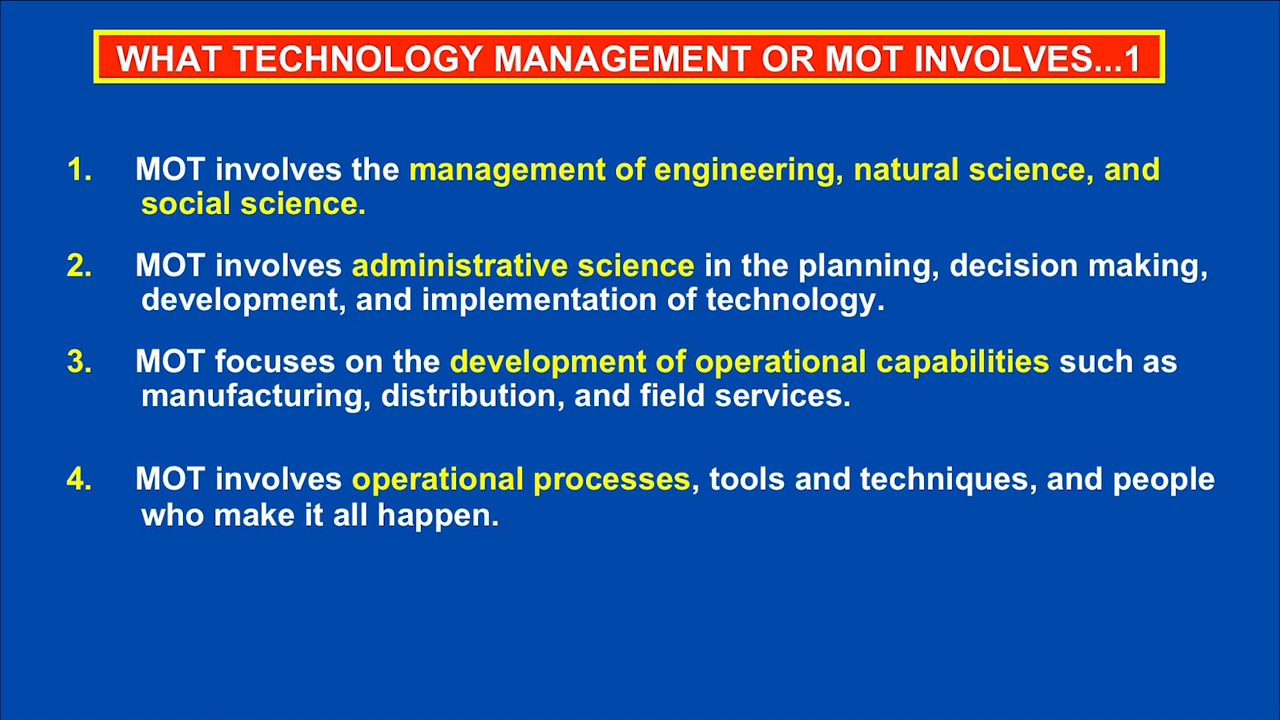 WHAT TECHNOLOGY MANAGEMENT OR MOT INVOLVES...1
1. MOT involves the management of engineering, natural science, and
social science.
2. MOT involves administrative science in the planning, decision making,
development, and implementation of technology.
3. MOT focuses on the development of operational capabilities such as
manufacturing, distribution, and field services.
4. MOT involves operational processes, tools and techniques, and people
who make it all happen.